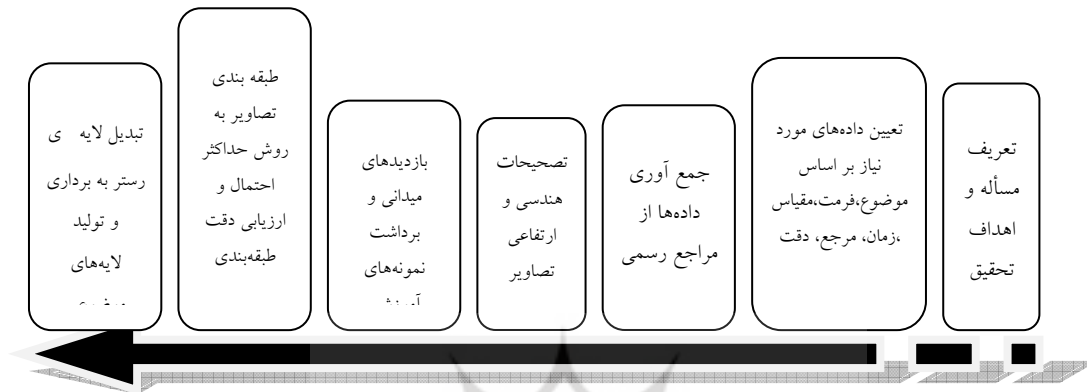 تعریف
مسأله و
اهداف
تحقیق
تعیین داده‌های مورد
نیاز بر اساس
موضوع،فرمت،مقیاس
،زمان، مرجع، دقت
جمع آوری
داده‌ها از
مراجع رسمی
تصحیحات
هندسی و
ارتفاعی
تصاویر
بازدیدهای
میدانی و
برداشت
نمونه‌های
طبقه بندی
تصاویر به
روش حداکثر
احتمال و
ارزیابی دقت
طبقه‌بندی
تبدیل لایه ی
رستر به برداری
و تولید
لایه‌های